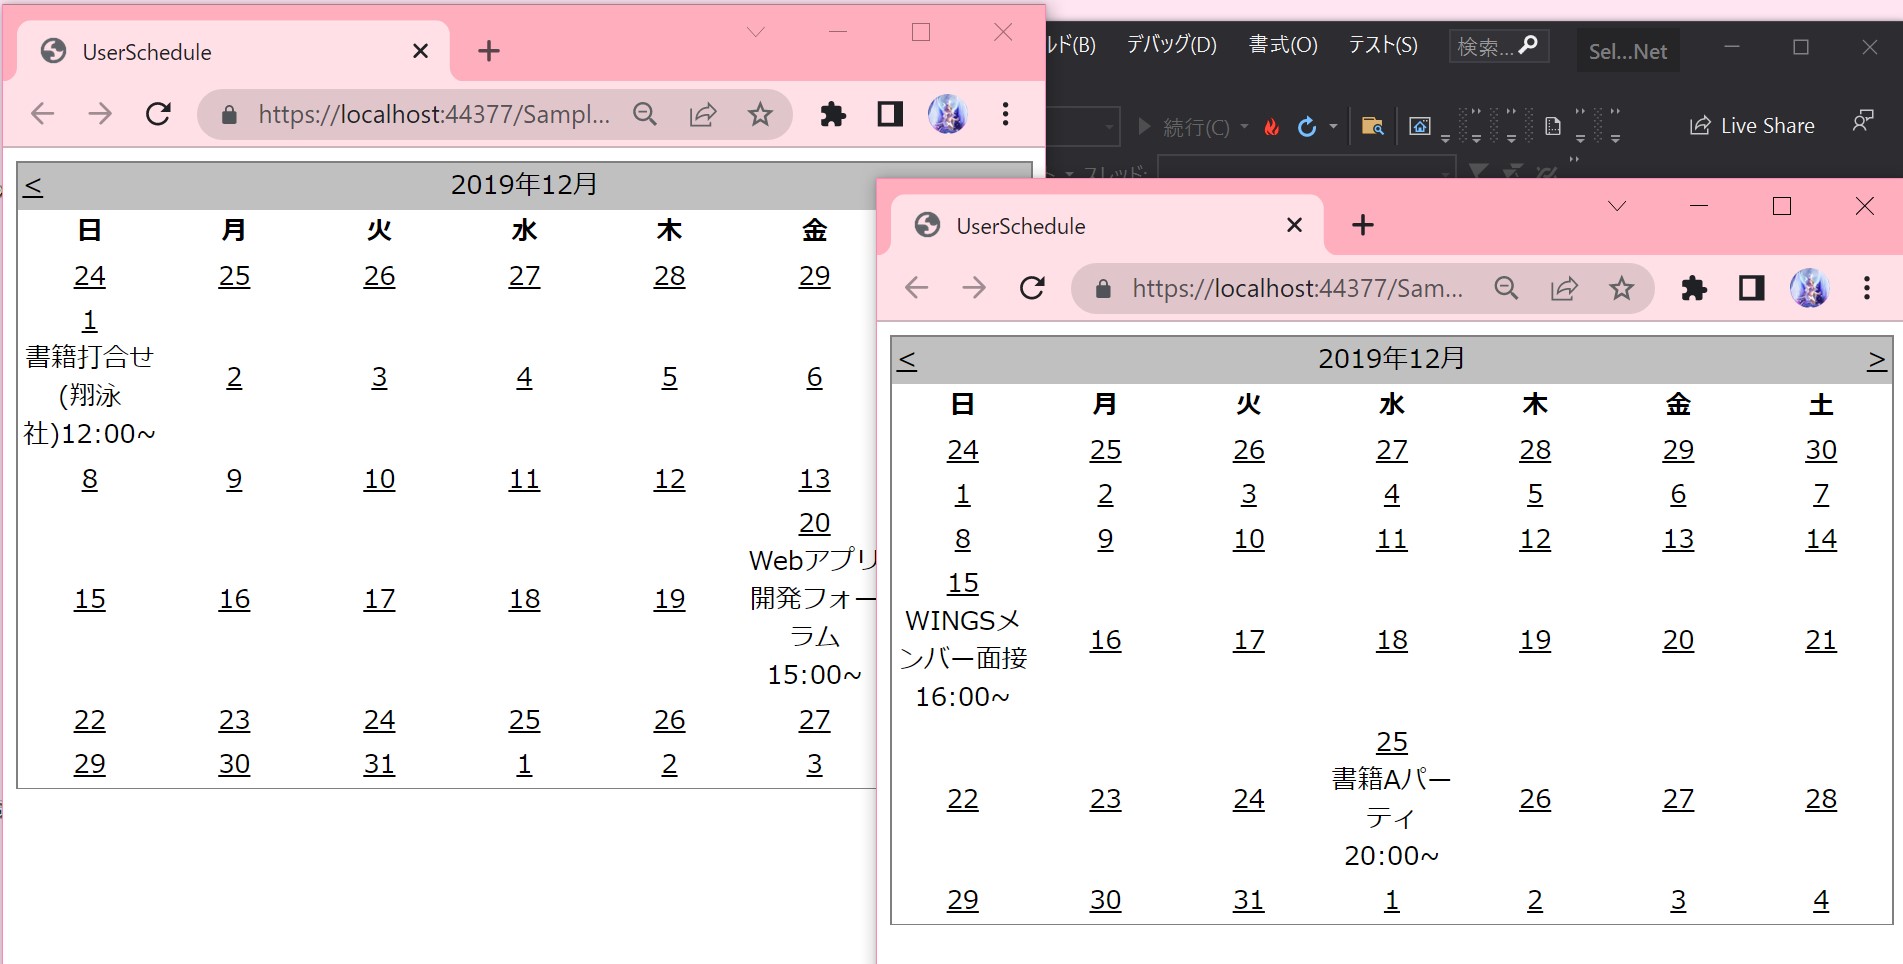 UserSchedule
https://localhost:44377/Sampl...
< 2019年12月
日 月 火 水 木 金
24 25 26 27 28 29
1
書籍打合せ
(翔泳
社)12:00~
2 3 4 5 6
8 9 10 11 12 13
15 16 17 18 19
20
Webアプリ
開発フォー
ラム
15:00~
22 23 24 25 26 27
29 30 31 1 2 3
ルド(B) デバッグ(D) 書式(O) テスト(S) 検索... Sel...Net
続行(C) Live Share
スレッド:
UserSchedule
https://localhost:44377/Sam...
< 2019年12月 >
日 月 火 水 木 金 土
24 25 26 27 28 29 30
1 2 3 4 5 6 7
8 9 10 11 12 13 14
15
WINGSメ
ンバー面接
16:00~
16 17 18 19 20 21
22 23 24
25
書籍Aパー
ティ
20:00~
26 27 28
29 30 31 1 2 3 4